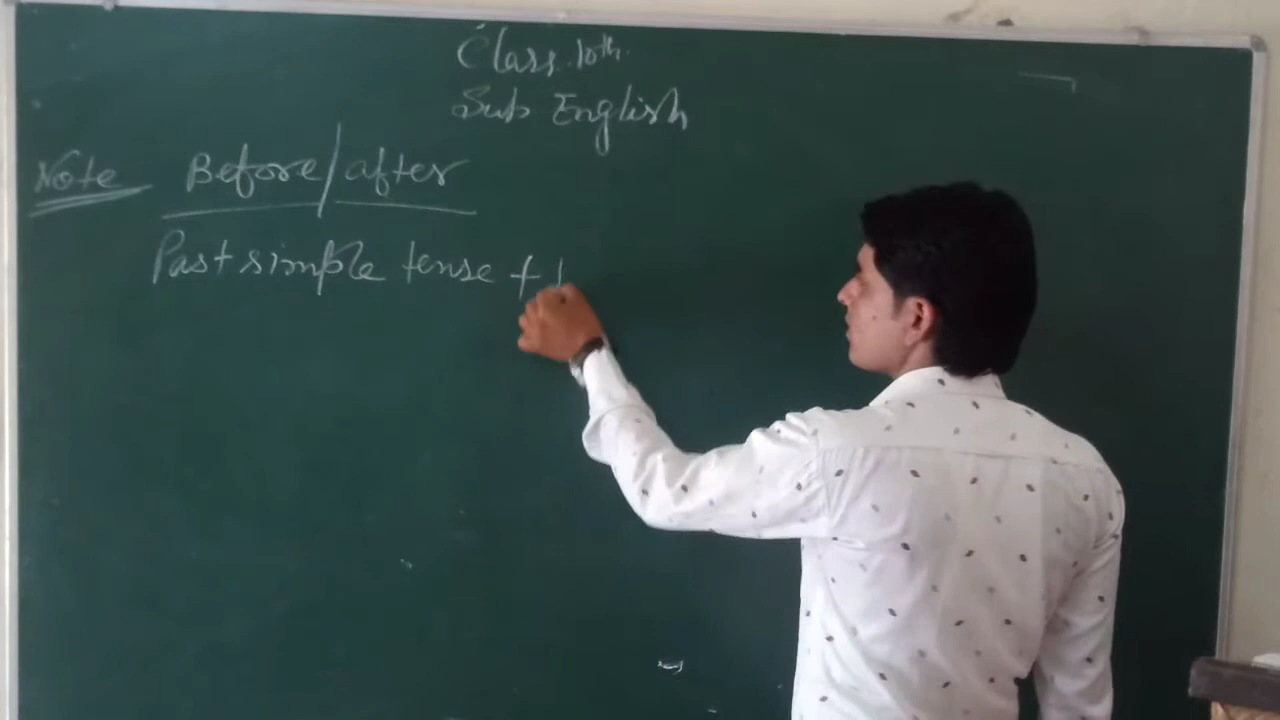 Class. 10th.
Sub English
Note Before/after
Past simple tense +